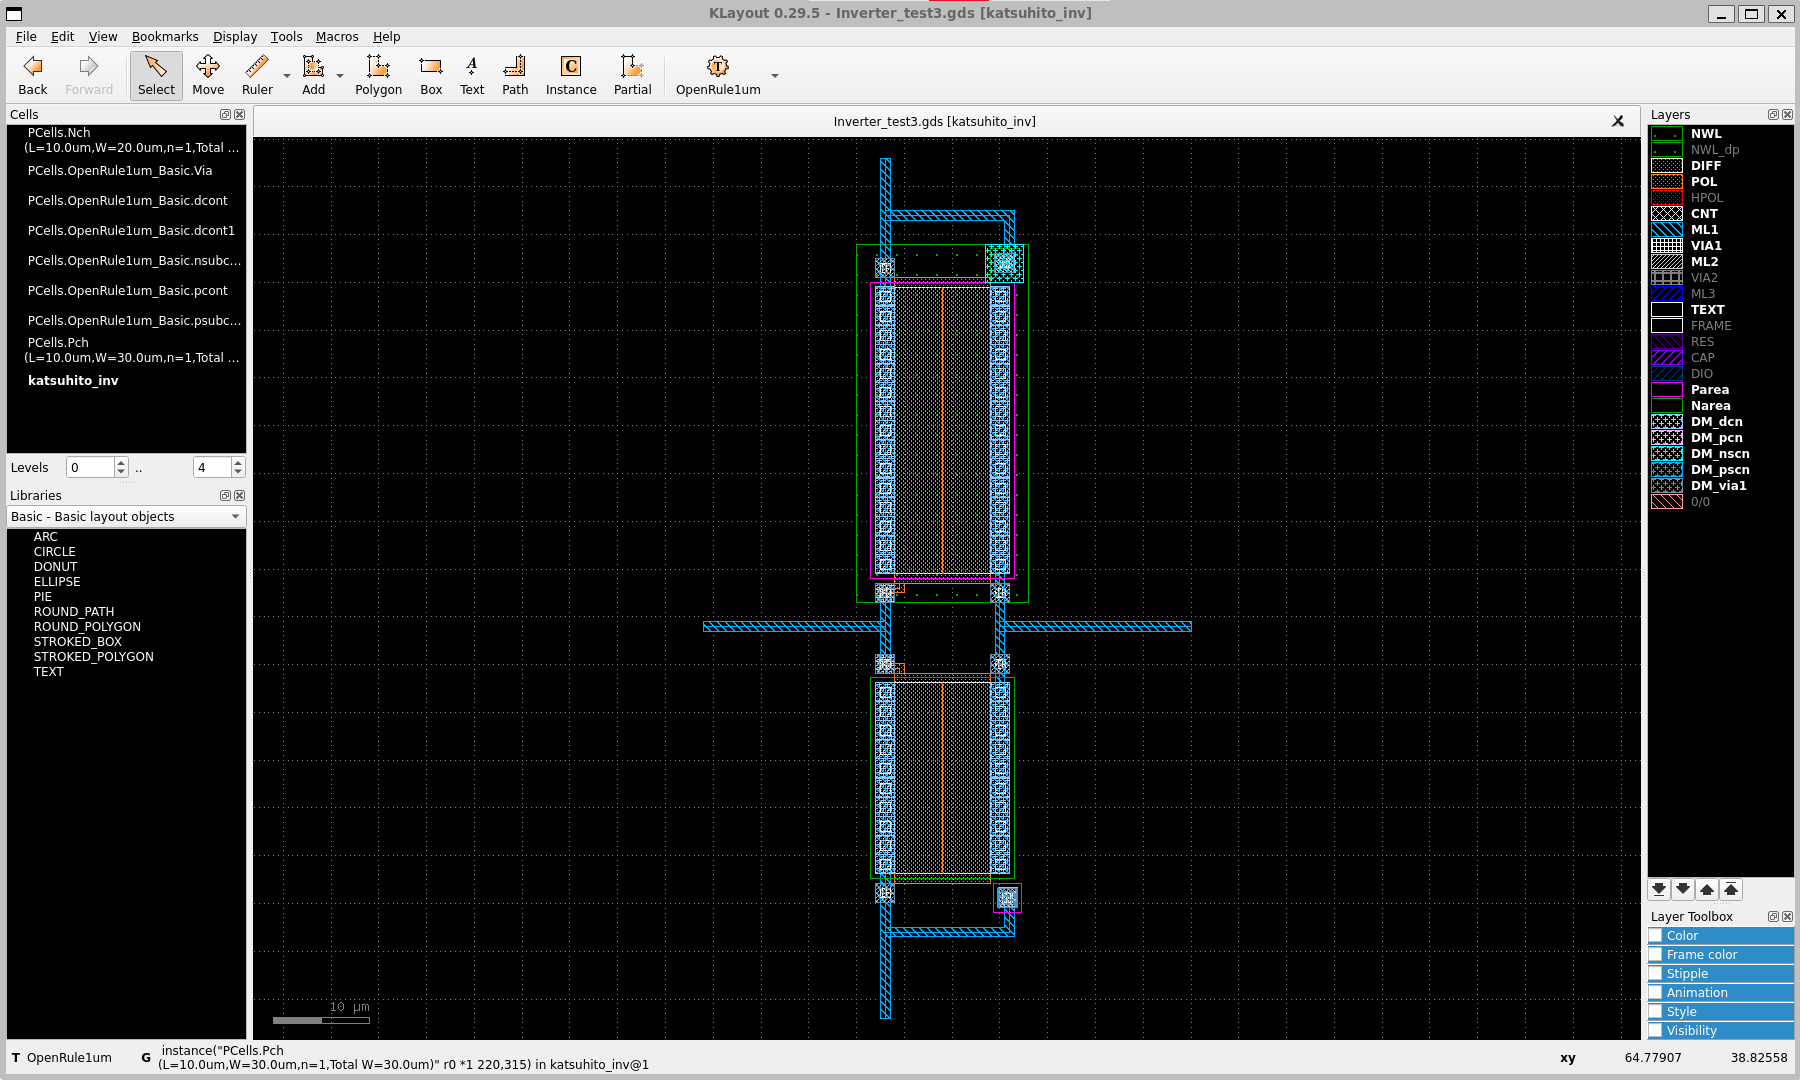 KLayout 0.29.5 - Inverter_test3.gds [katsuhito_inv]
File Edit View Bookmarks Display Tools Macros Help
Back Forward Select Move Ruler Add Polygon Box Text Path Instance Partial OpenRule1um
Cells
PCells.Nch
(L=10.0um,W=20.0um,n=1,Total ...
PCells.OpenRule1um_Basic.Via
PCells.OpenRule1um_Basic.dcont
PCells.OpenRule1um_Basic.dcont1
PCells.OpenRule1um_Basic.nsubc...
PCells.OpenRule1um_Basic.pcont
PCells.OpenRule1um_Basic.psubc...
PCells.Pch
(L=10.0um,W=30.0um,n=1,Total ...
katsuhito_inv
Levels 0 .. 4
Libraries
Basic - Basic layout objects
ARC
CIRCLE
DONUT
ELLIPSE
PIE
ROUND_PATH
ROUND_POLYGON
STROKED_BOX
STROKED_POLYGON
TEXT
Inverter_test3.gds [katsuhito_inv]
10 µm
Layers
NWL
NWL_dp
DIFF
POL
HPOL
CNT
ML1
VIA1
ML2
VIA2
ML3
TEXT
FRAME
RES
CAP
DIO
Parea
Narea
DM_dcn
DM_pcn
DM_nscn
DM_pscn
DM_via1
0/0
Layer Toolbox
Color
Frame color
Stipple
Animation
Style
Visibility
T OpenRule1um G instance("PCells.Pch
(L=10.0um,W=30.0um,n=1,Total W=30.0um)" r0 *1 220,315) in katsuhito_inv@1
xy 64.77907 38.82558